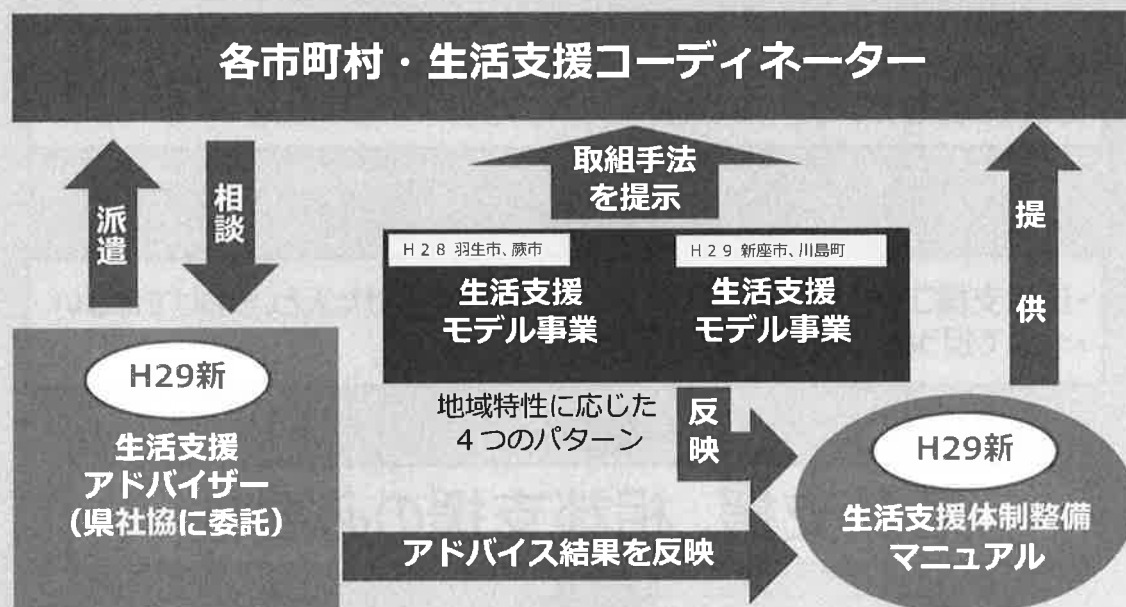 各市町村・生活支援コーディネーター
派遣
相談
取組手法
を提示
提供
H28 羽生市、蕨市
生活支援
モデル事業
H29 新座市、川島町
生活支援
モデル事業
地域特性に応じた
4つのパターン
反映
H29新
生活支援
アドバイザー
(県社協に委託)
アドバイス結果を反映
H29新
生活支援体制整備
マニュアル